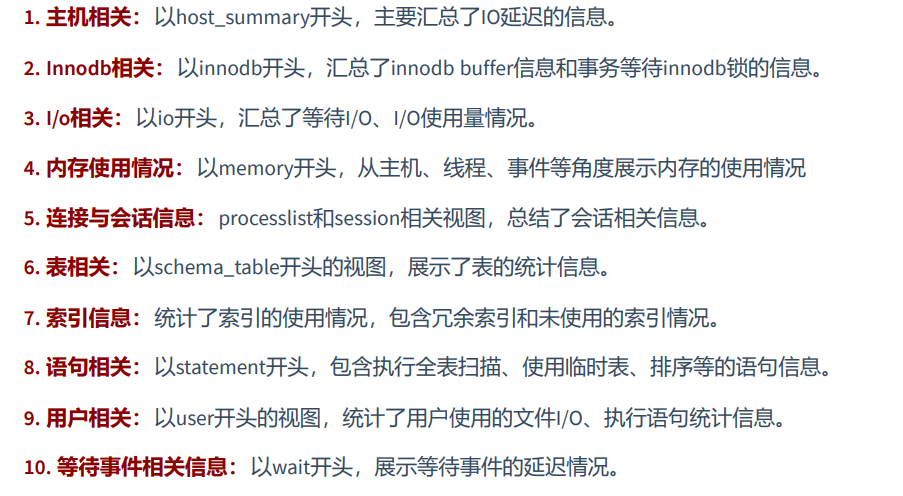 1. 主机相关：以host_summary开头，主要汇总了IO延迟的信息。
2. Innodb相关：以innodb开头，汇总了innodb buffer信息和事务等待innodb锁的信息。
3. I/o相关：以io开头，汇总了等待I/O、I/O使用量情况。
4. 内存使用情况：以memory开头，从主机、线程、事件等角度展示内存的使用情况
5. 连接与会话信息：processlist和session相关视图，总结了会话相关信息。
6. 表相关：以schema_table开头的视图，展示了表的统计信息。
7. 索引信息：统计了索引的使用情况，包含冗余索引和未使用的索引情况。
8. 语句相关：以statement开头，包含执行全表扫描、使用临时表、排序等的语句信息。
9. 用户相关：以user开头的视图，统计了用户使用的文件I/O、执行语句统计信息。
10. 等待事件相关信息：以wait开头，展示等待事件的延迟情况。